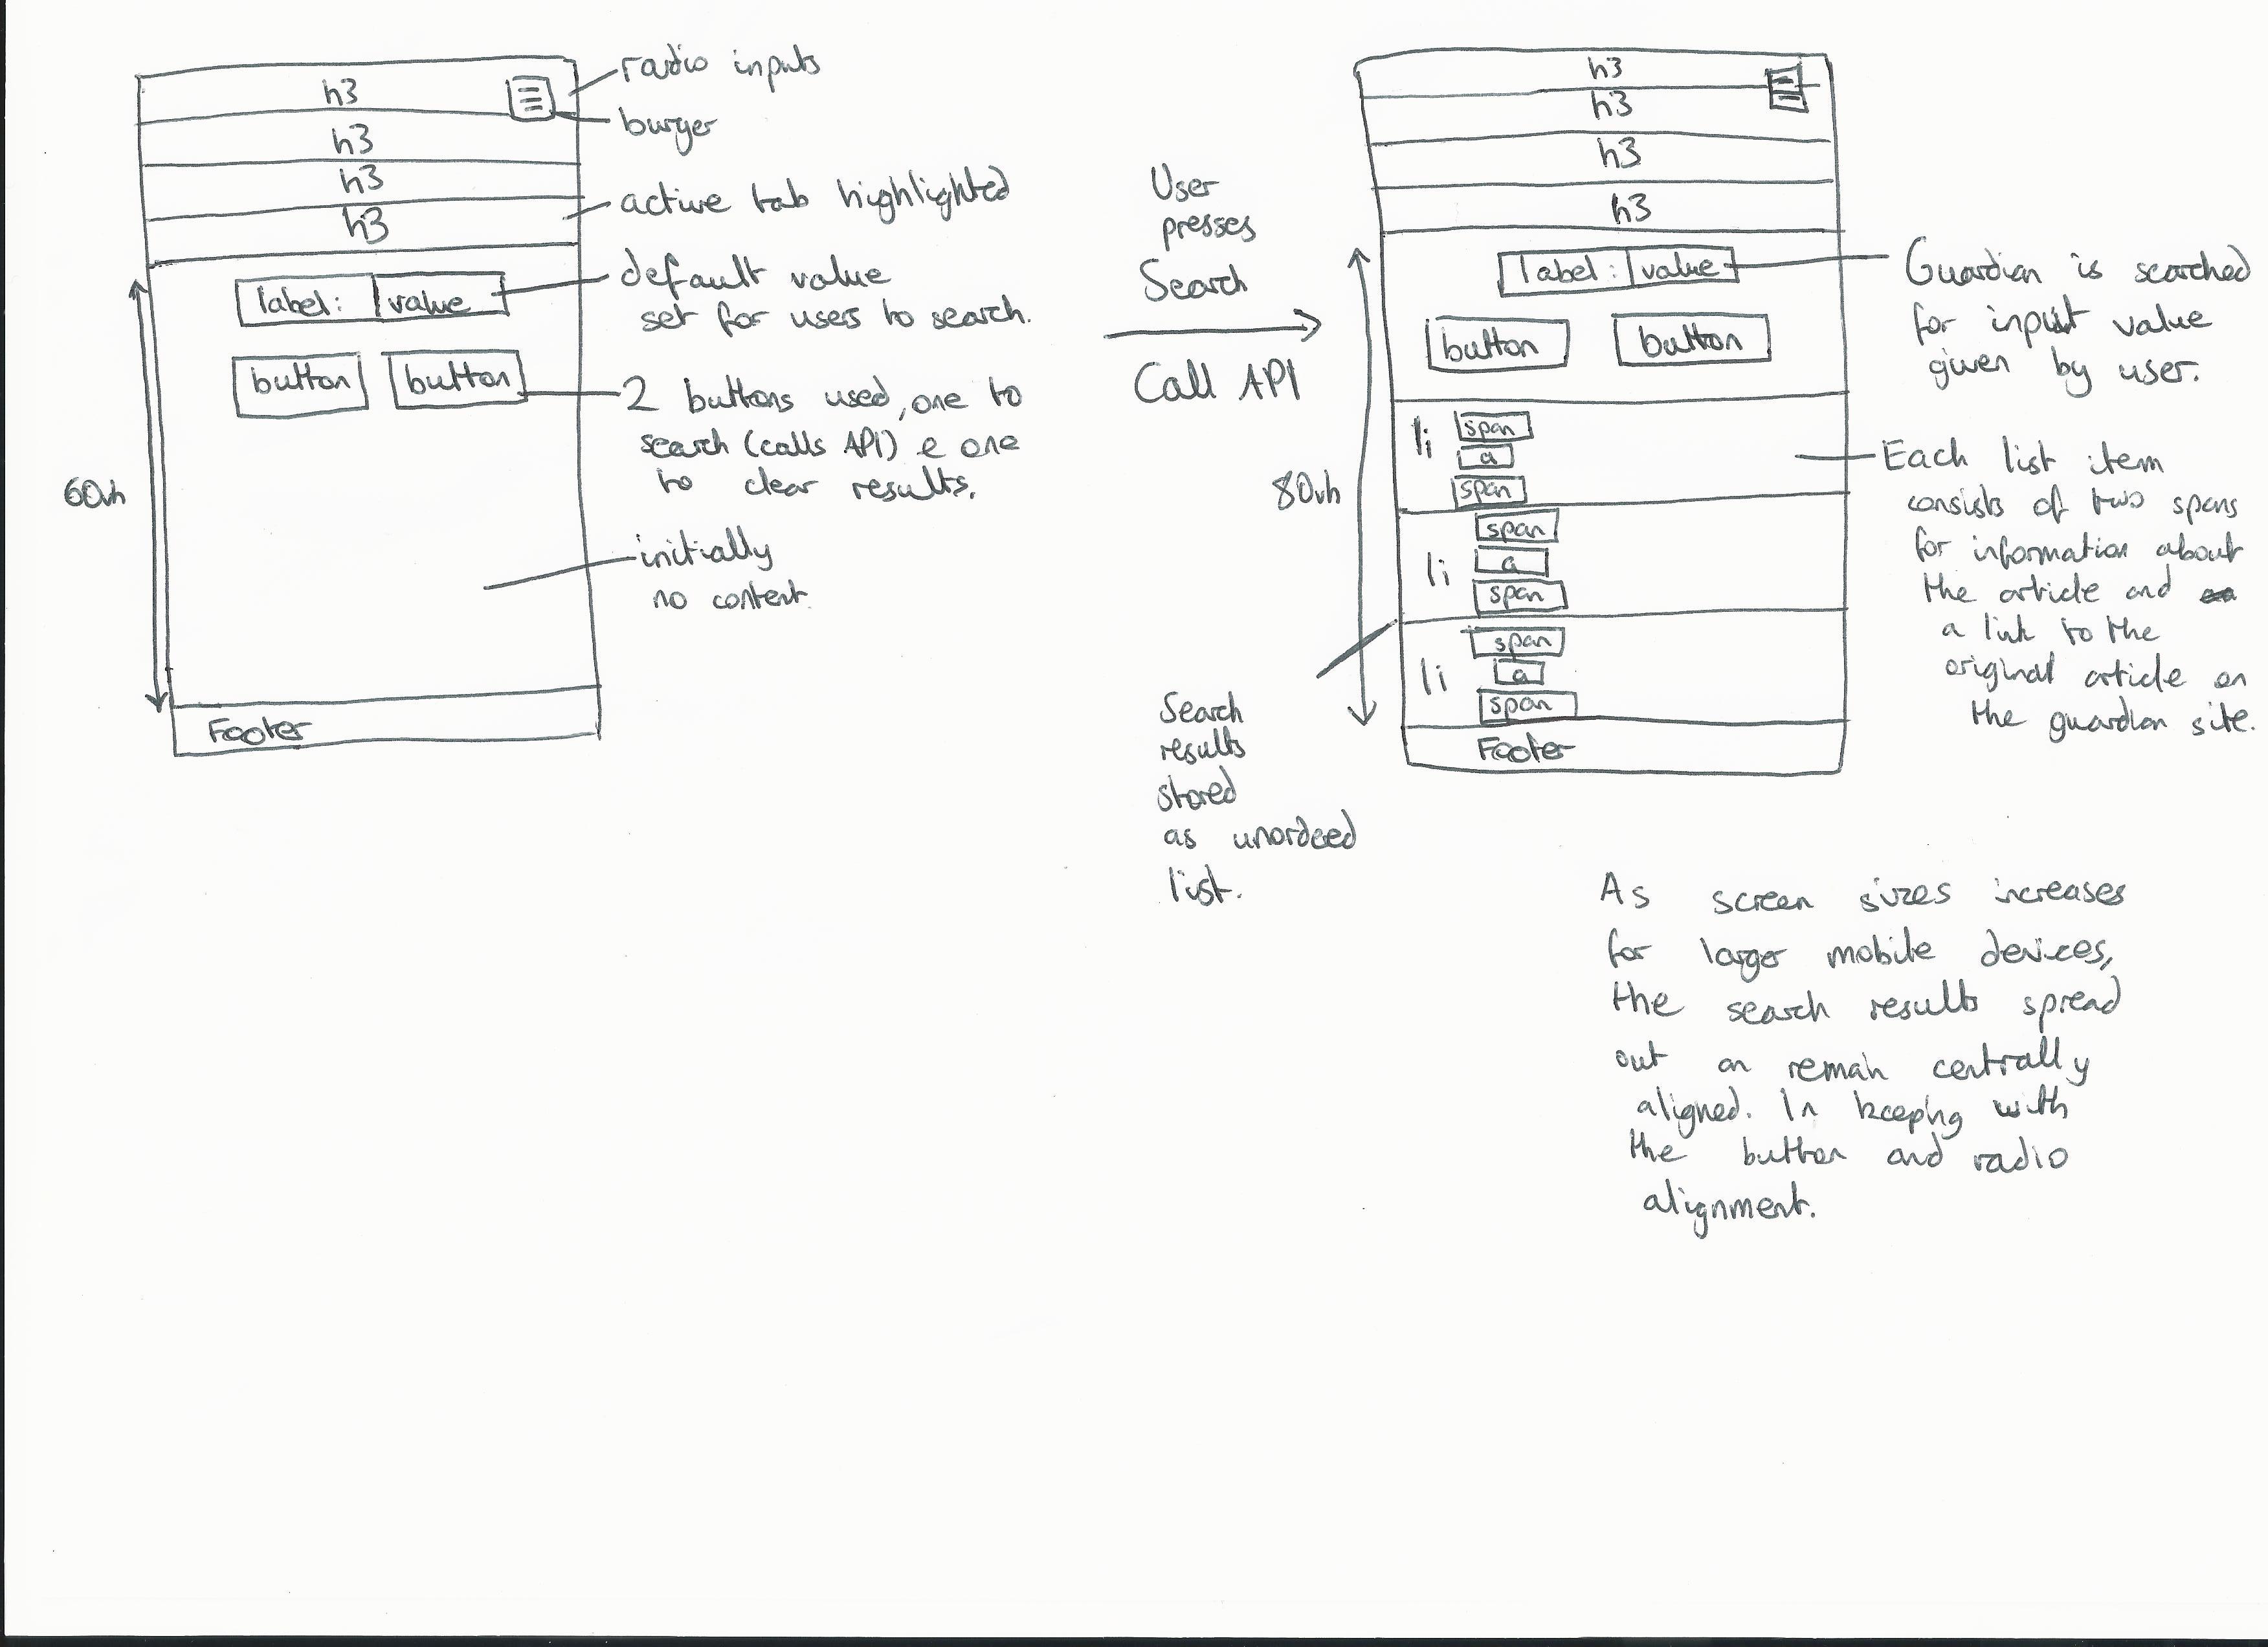 h3
h3
h3
h3
radio inputs
burger
active tab highlighted
label:
value
default value
set for users to search.
button
button
2 buttons used, one to
search (calls API) e one
to clear results.
60vh
initially
no content.
Footer
User
presses
Search
Call API
h3
h3
h3
h3
label:
value
Guardian is searched
for input value
given by user.
button
button
80vh
li
span
a
span
li
span
a
span
li
span
a
span
Each list item
consists of two spans
for information about
the article and
a link to the
original article on
the guardian site.
Footer
Search
results
stored
as unordeed
list.
As screen sizes increases
for larger mobile devices,
the search results spread
out on remain centrally
aligned. In keeping with
the button and radio
alignment.